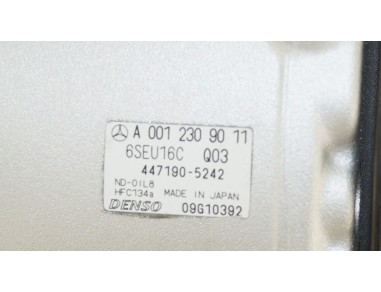 A 001 230 90 11
6SEU16C Q03
447190-5242
ND-OIL8
HFC134a MADE IN JAPAN
DENSO 09G10392